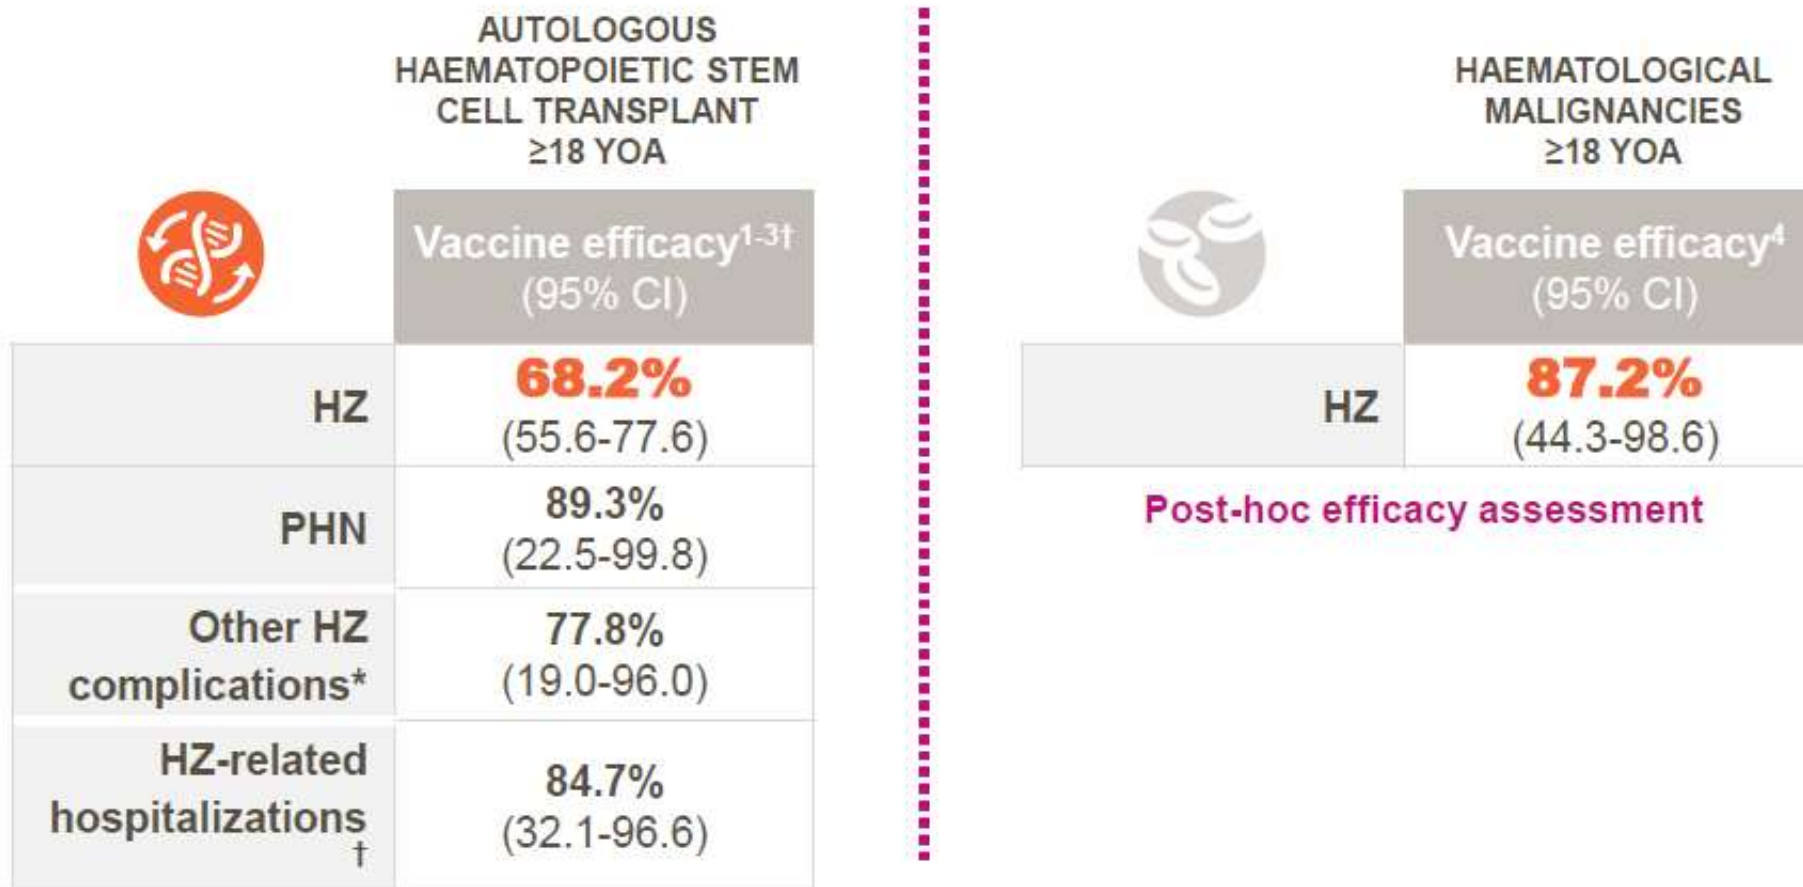 AUTOLOGOUS
HAEMATOPOIETIC STEM
CELL TRANSPLANT
≥18 YOA
Vaccine efficacy1-3†
(95% CI)
HZ
68.2%
(55.6-77.6)
PHN
89.3%
(22.5-99.8)
Other HZ
complications*
77.8%
(19.0-96.0)
HZ-related
hospitalizations
†
84.7%
(32.1-96.6)
HAEMATOLOGICAL
MALIGNANCIES
≥18 YOA
Vaccine efficacy4
(95% CI)
HZ
87.2%
(44.3-98.6)
Post-hoc efficacy assessment